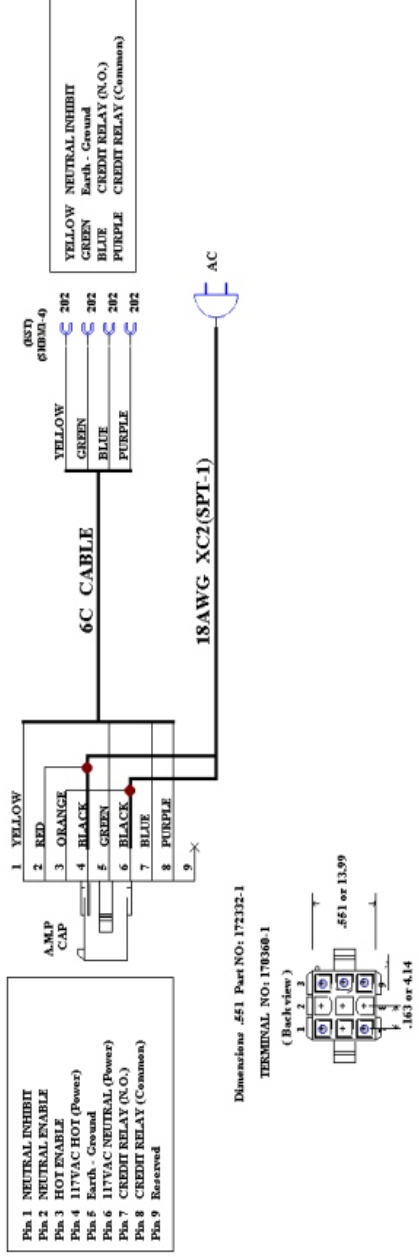 Pin 1 NEUTRAL INHIBIT
Pin 2 NEUTRAL ENABLE
Pin 3 HOT ENABLE
Pin 4 117VAC HOT (Power)
Pin 5 Earth - Ground
Pin 6 117VAC NEUTRAL (Power)
Pin 7 CREDIT RELAY (N.O.)
Pin 8 CREDIT RELAY (Common)
Pin 9 Reserved
A.M.P
CAP
1 YELLOW
2 RED
3 ORANGE
4 BLACK
5 GREEN
6 BLACK
7 BLUE
8 PURPLE
9
6C CABLE
YELLOW 202
GREEN 202
BLUE 202
PURPLE 202
YELLOW NEUTRAL INHIBIT
GREEN Earth - Ground
BLUE CREDIT RELAY (N.O.)
PURPLE CREDIT RELAY (Common)
18AWG XC2(SPT-1)
AC
Dimensions .551 Part NO: 172332-1
TERMINAL NO: 170360-1
( Back view )
1 2 3
.551 or 13.99
.163 or 4.14